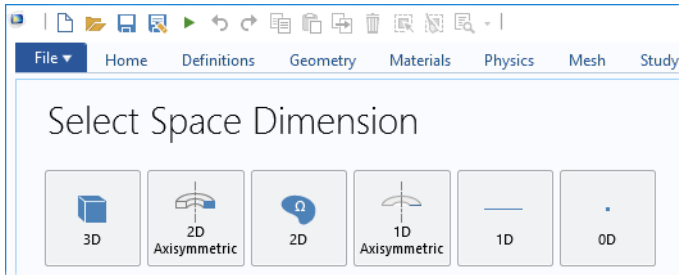 File Home Definitions Geometry Materials Physics Mesh Study
Select Space Dimension
3D
2D
Axisymmetric
Ω
2D
1D
Axisymmetric
1D
0D